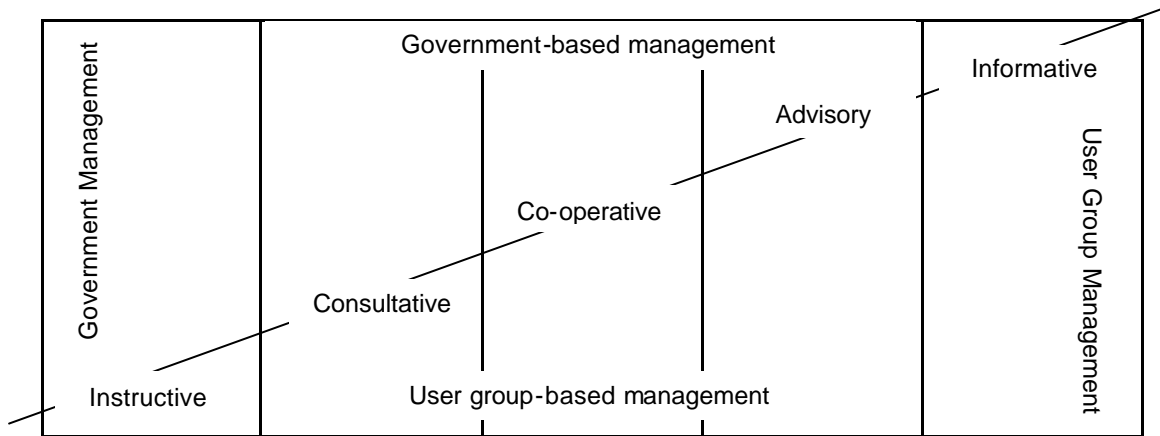 Government Management
Government-based management
Informative
Advisory
User Group Management
Co-operative
Consultative
Instructive
User group-based management